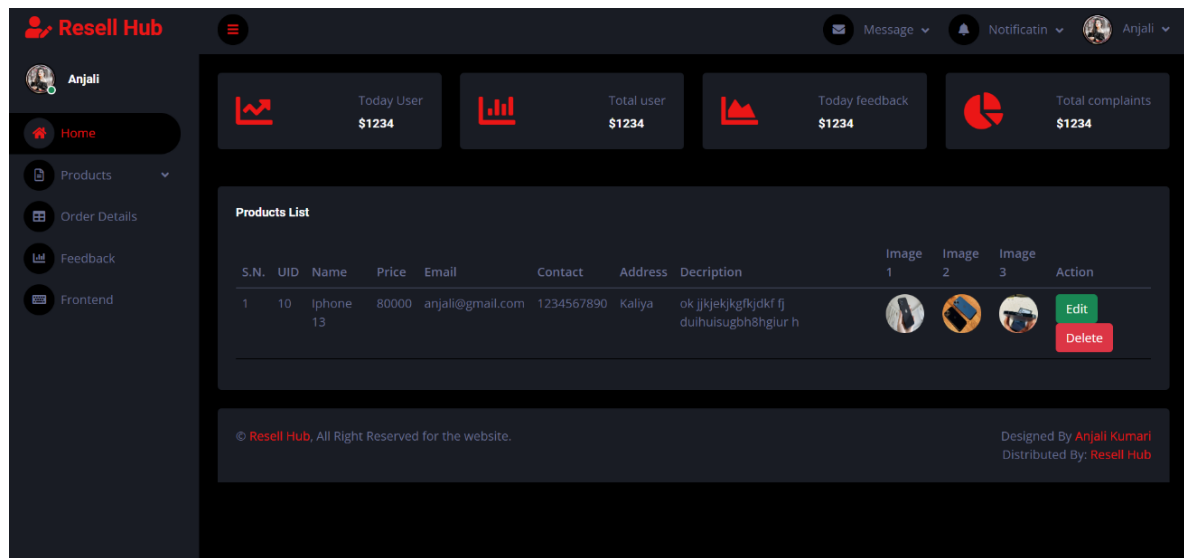 Resell Hub
Message
Notificatin
Anjali
Anjali
Home
Products
Order Details
Feedback
Frontend
Today User
$1234
Total user
$1234
Today feedback
$1234
Total complaints
$1234
Products List
S.N. UID Name Price Email Contact Address Decription Image 1 Image 2 Image 3 Action
1 10 Iphone 80000 anjali@gmail.com 1234567890 Kaliya ok jjkjekjkgfkjdkf fj Edit
13 duihuisugbh8hgiur h Delete
© Resell Hub, All Right Reserved for the website.
Designed By Anjali Kumari
Distributed By: Resell Hub